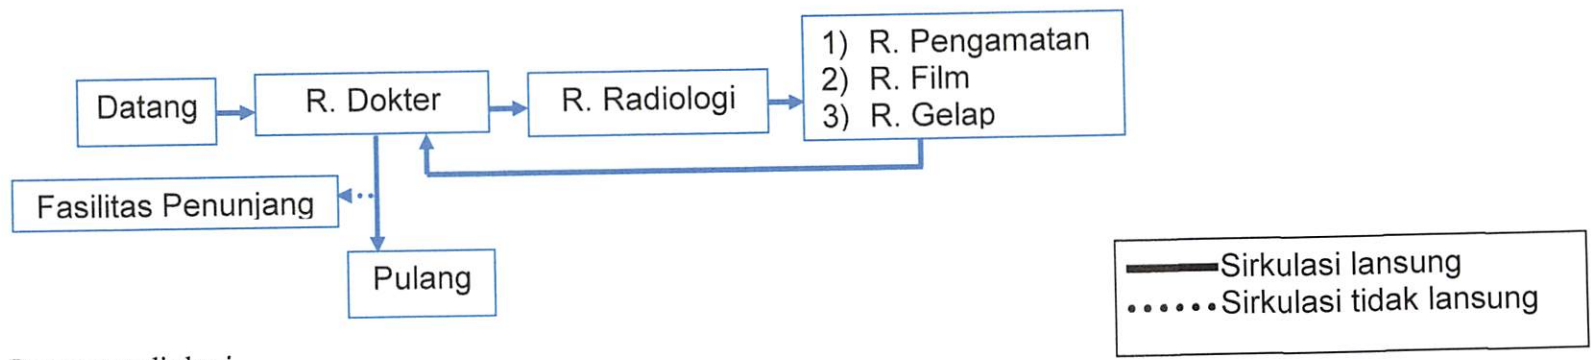 Datang
R. Dokter
R. Radiologi
1) R. Pengamatan
2) R. Film
3) R. Gelap
Fasilitas Penunjang
Pulang
Sirkulasi lansung
Sirkulasi tidak lansung